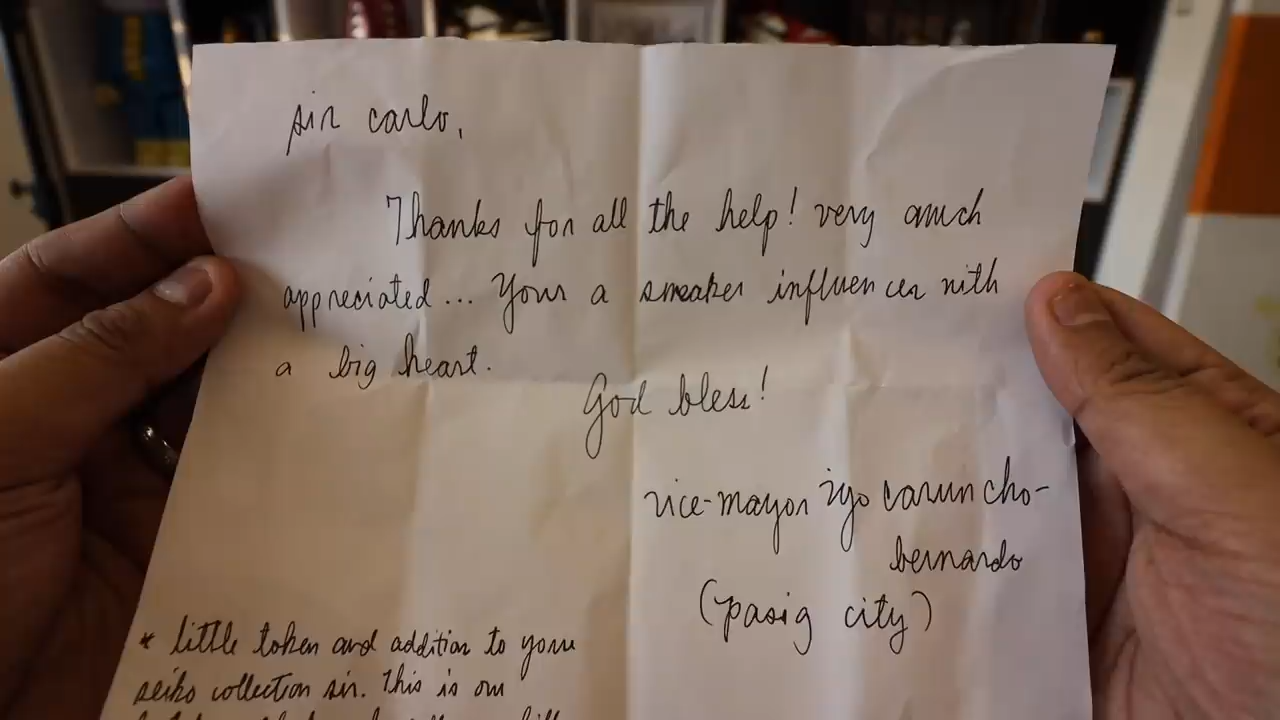 sir carlo,
Thanks for all the help! very much
appreciated... Your a sneaker influencer with
a big heart.
God bless!
vice-mayor iyo caruncho-
bernardo
(pasig city)
* little token and addition to your
seiko collection sir. This is our